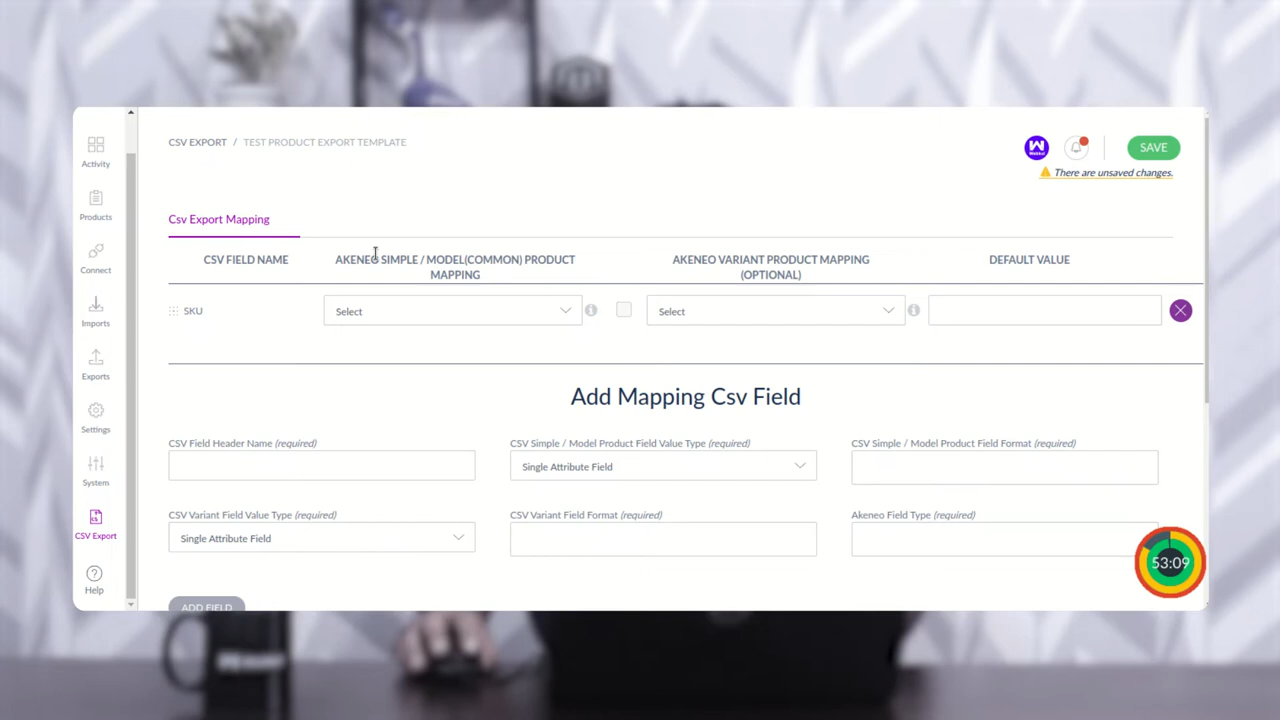 CSV EXPORT / TEST PRODUCT EXPORT TEMPLATE
Webkul
SAVE
There are unsaved changes.
Activity
Products
Connect
Imports
Exports
Settings
System
CSV Export
Help
Csv Export Mapping
CSV FIELD NAME
AKENEO SIMPLE / MODEL(COMMON) PRODUCT
MAPPING
AKENEO VARIANT PRODUCT MAPPING
(OPTIONAL)
DEFAULT VALUE
SKU
Select
Select
Add Mapping Csv Field
CSV Field Header Name (required)
CSV Simple / Model Product Field Value Type (required)
Single Attribute Field
CSV Simple / Model Product Field Format (required)
CSV Variant Field Value Type (required)
Single Attribute Field
CSV Variant Field Format (required)
Akeneo Field Type (required)
ADD FIELD
53:09